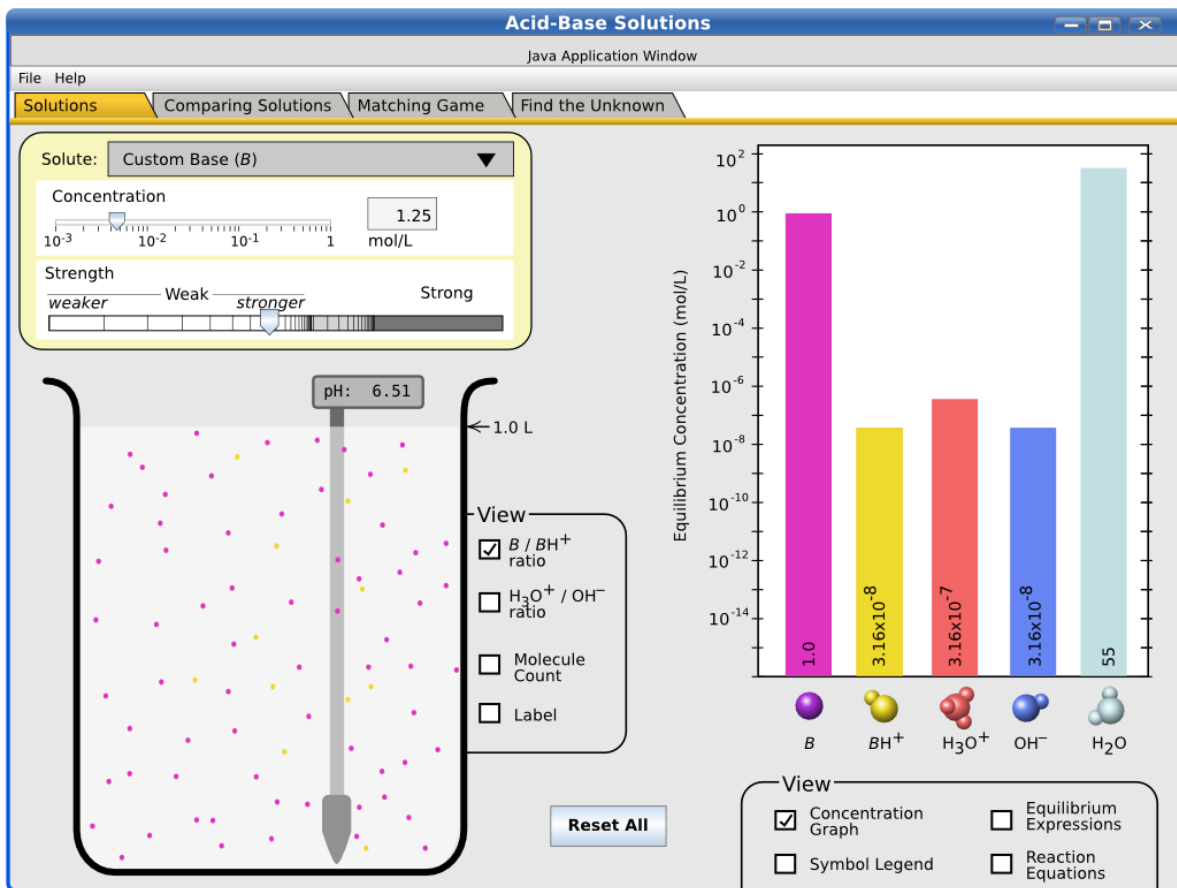 Acid-Base Solutions
Java Application Window
File Help
Solutions
Comparing Solutions
Matching Game
Find the Unknown
Solute: Custom Base (B)
Concentration
1.25
mol/L
10⁻³ 10⁻² 10⁻¹ 1
Strength
Weak
weaker
stronger
Strong
pH: 6.51
1.0 L
View
B / BH⁺
ratio
H₃O⁺ / OH⁻
ratio
Molecule
Count
Label
Reset All
Equilibrium Concentration (mol/L)
10²
10⁰
10⁻²
10⁻⁴
10⁻⁶
10⁻⁸
10⁻¹⁰
10⁻¹²
10⁻¹⁴
1.0
3.16x10⁻⁸
3.16x10⁻⁷
3.16x10⁻⁸
55
B
BH⁺
H₃O⁺
OH⁻
H₂O
View
Concentration
Graph
Equilibrium
Expressions
Symbol Legend
Reaction
Equations